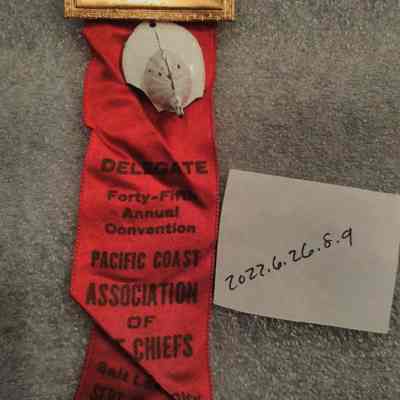 DELEGATE
Forty-Fifth
Annual
Convention
PACIFIC COAST
ASSOCIATION
OF
CHIEFS
Salt
2022.6.26.8.9